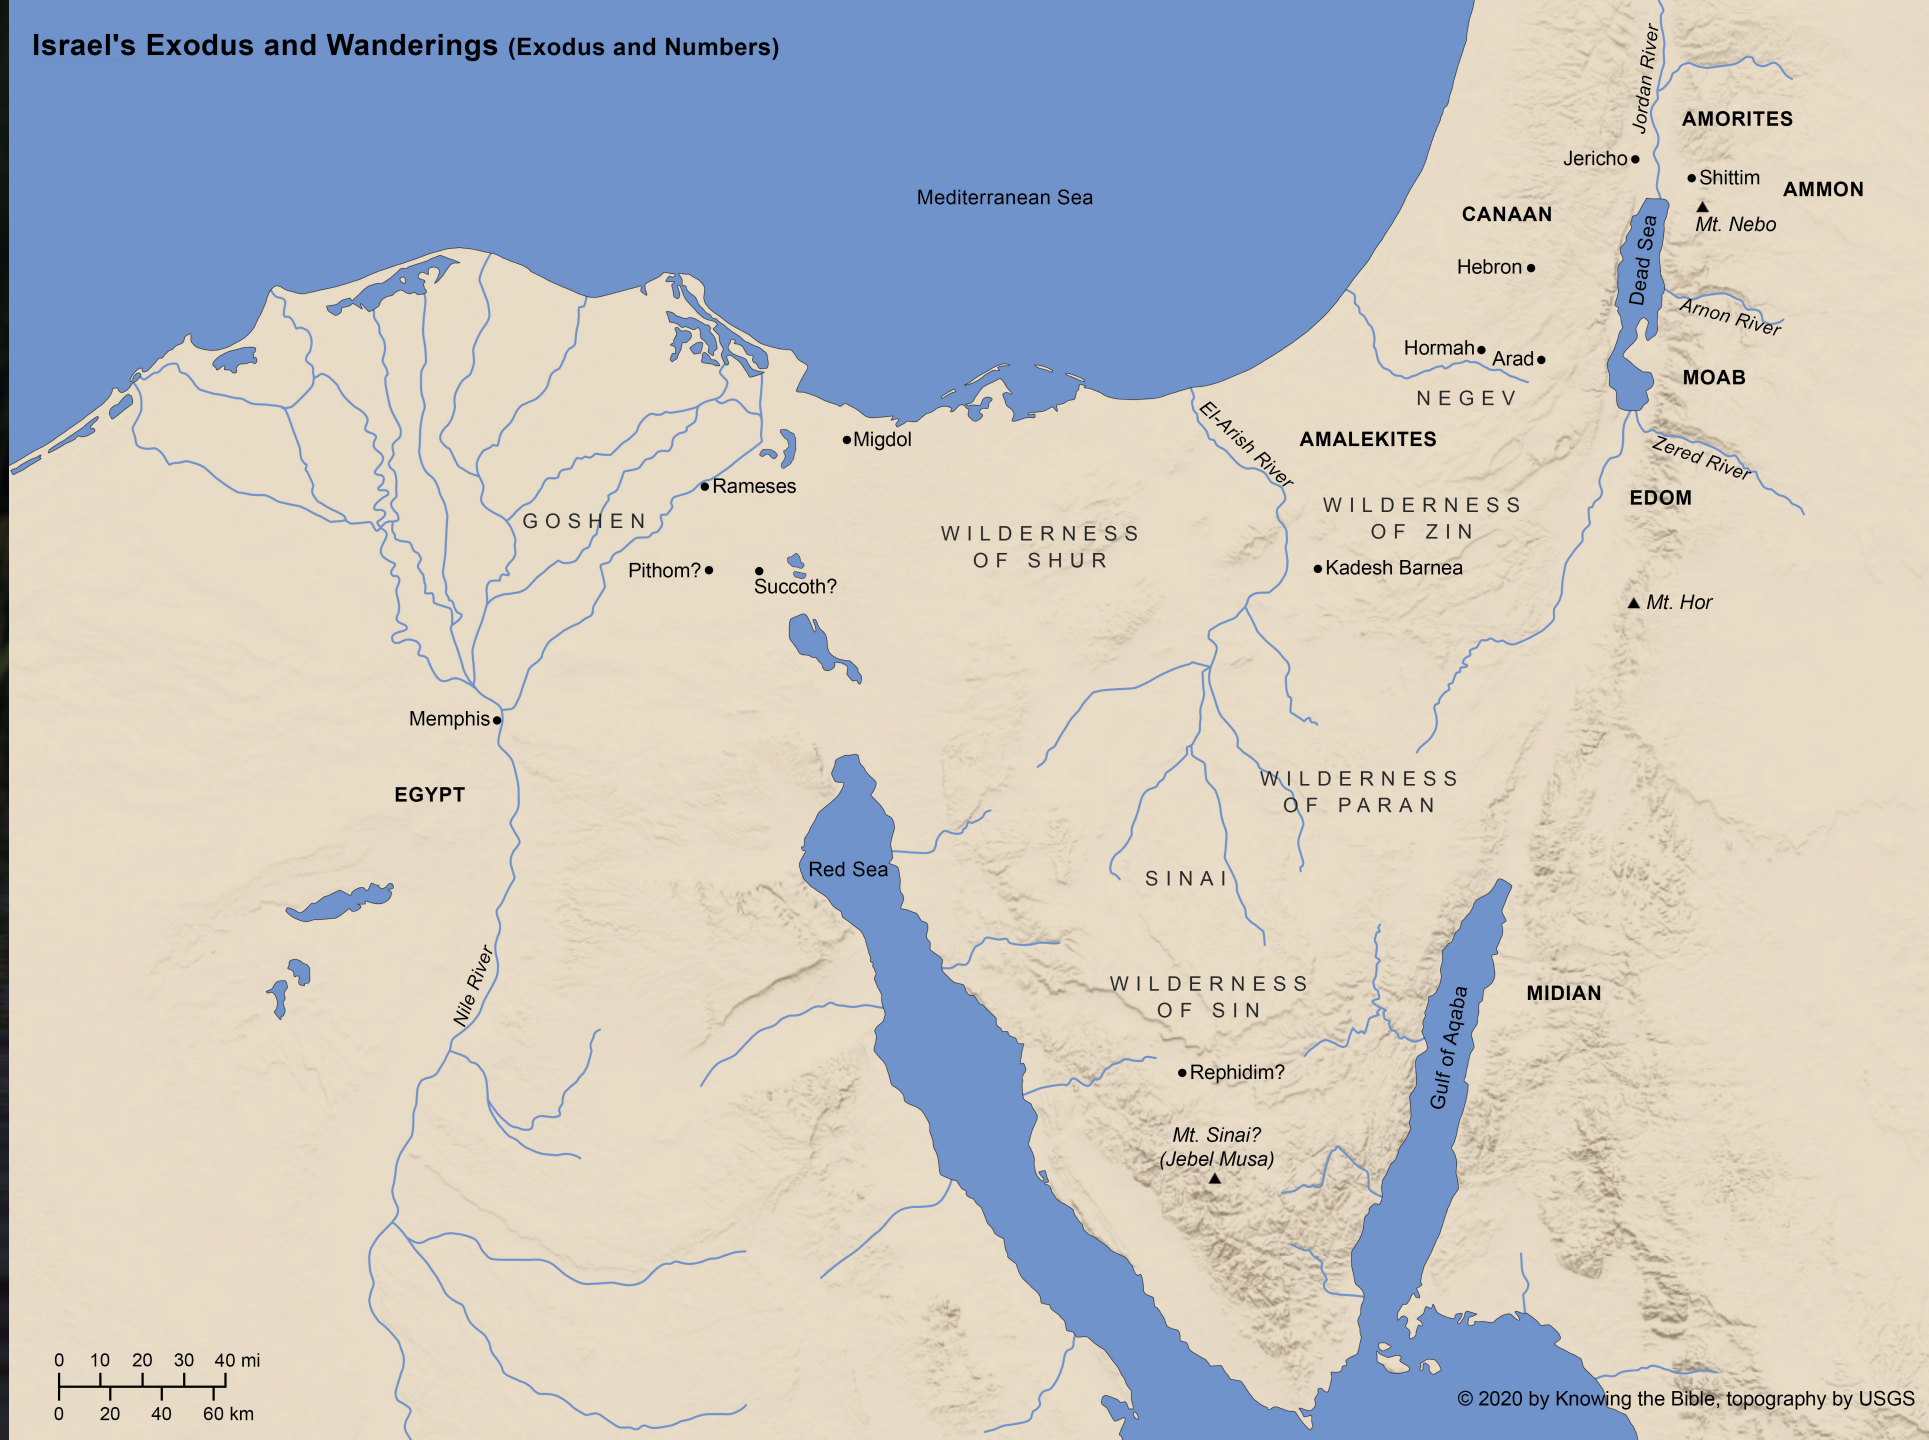 Israel's Exodus and Wanderings (Exodus and Numbers)
Jordan River
AMORITES
Jericho
Shittim
AMMON
Mediterranean Sea
CANAAN
Mt. Nebo
Hebron
Dead Sea
Arnon River
Hormah
Arad
MOAB
NEGEV
El-Arish River
AMALEKITES
Migdol
Zered River
Rameses
EDOM
GOSHEN
WILDERNESS
OF SHUR
WILDERNESS
OF ZIN
Pithom?
Succoth?
Kadesh Barnea
Mt. Hor
Memphis
EGYPT
WILDERNESS
OF PARAN
Red Sea
SINAI
Nile River
WILDERNESS
OF SIN
MIDIAN
Gulf of Aqaba
Rephidim?
Mt. Sinai?
(Jebel Musa)
0 10 20 30 40 mi
0 20 40 60 km
© 2020 by Knowing the Bible, topography by USGS